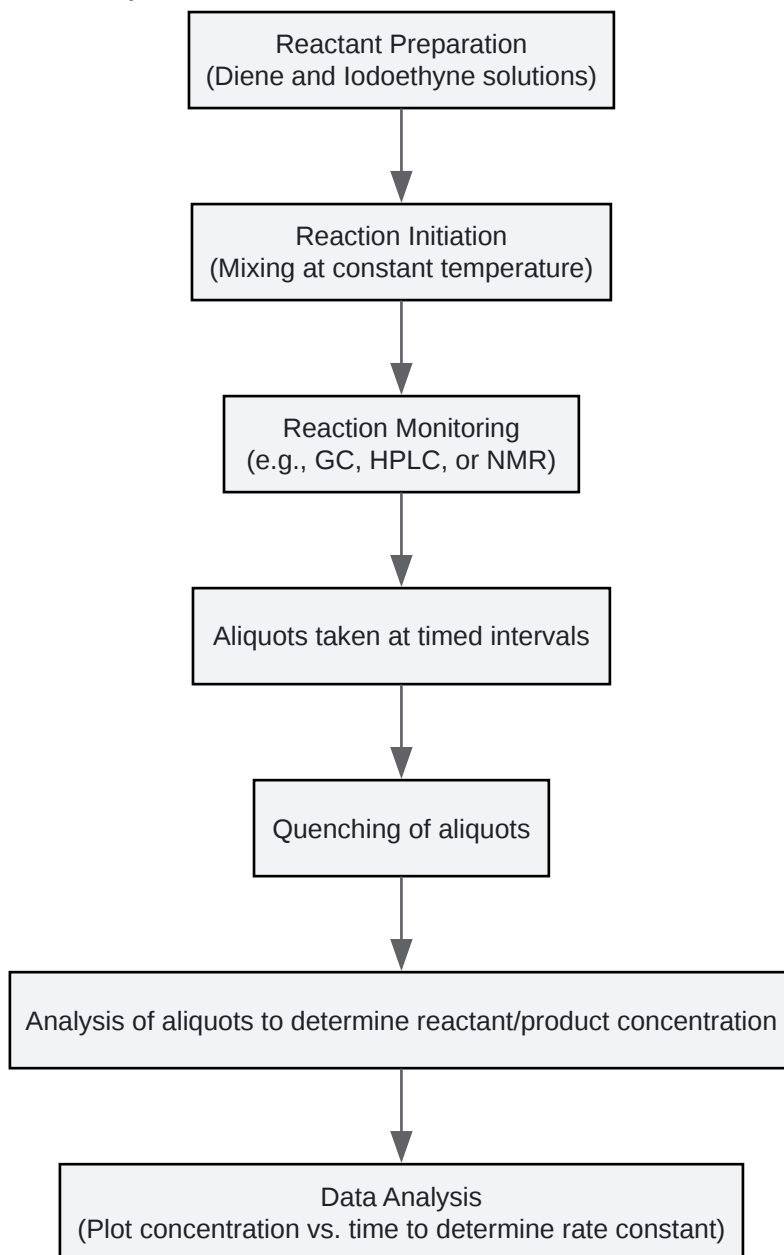 Reactant Preparation
(Diene and Iodoethyne solutions)
Reaction Initiation
(Mixing at constant temperature)
Reaction Monitoring
(e.g., GC, HPLC, or NMR)
Aliquots taken at timed intervals
Quenching of aliquots
Analysis of aliquots to determine reactant/product concentration
Data Analysis
(Plot concentration vs. time to determine rate constant)